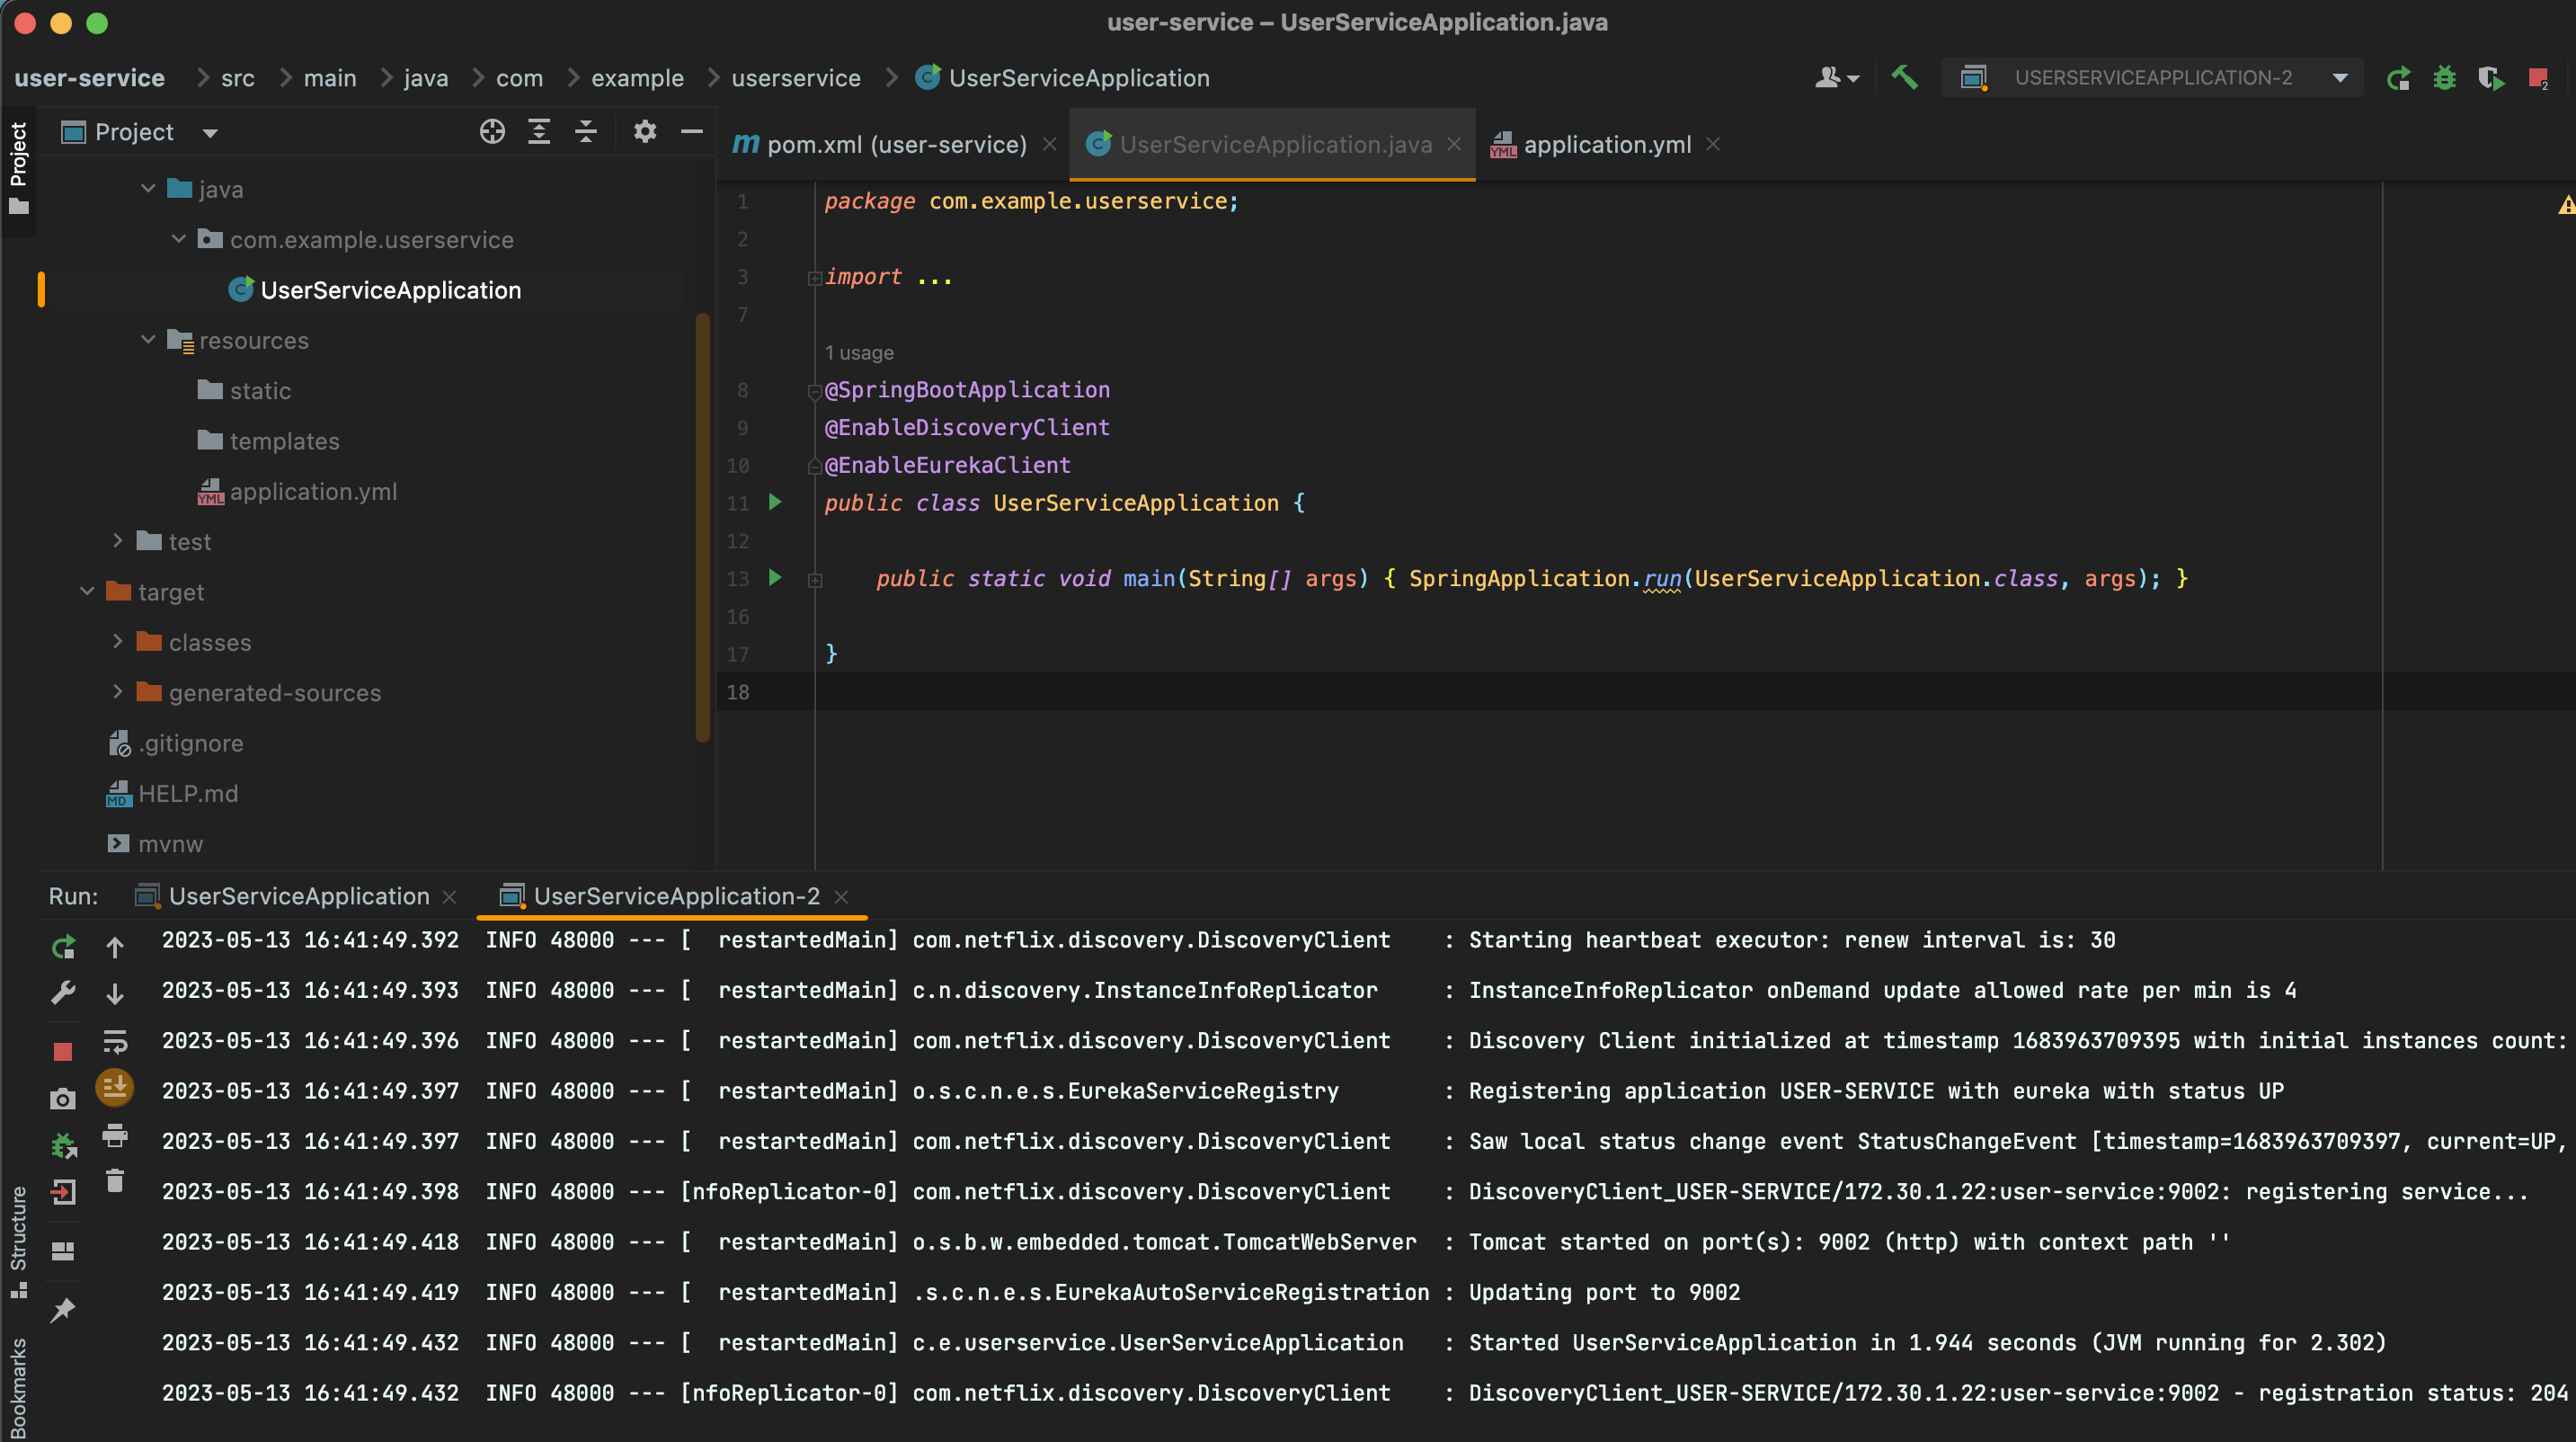 user-service – UserServiceApplication.java
user-service src main java com example userservice UserServiceApplication USERSERVICEAPPLICATION-2 2
Project
Project
pom.xml (user-service) UserServiceApplication.java application.yml
java
com.example.userservice
UserServiceApplication
resources
static
templates
YML application.yml
test
target
classes
generated-sources
.gitignore
MD HELP.md
mvnw
1 package com.example.userservice;
2
3 import ...
7
1 usage
8 @SpringBootApplication
9 @EnableDiscoveryClient
10 @EnableEurekaClient
11 public class UserServiceApplication {
12
13 public static void main(String[] args) { SpringApplication.run(UserServiceApplication.class, args); }
16
17 }
18
Run: UserServiceApplication UserServiceApplication-2
2023-05-13 16:41:49.392 INFO 48000 --- [ restartedMain] com.netflix.discovery.DiscoveryClient : Starting heartbeat executor: renew interval is: 30
2023-05-13 16:41:49.393 INFO 48000 --- [ restartedMain] c.n.discovery.InstanceInfoReplicator : InstanceInfoReplicator onDemand update allowed rate per min is 4
2023-05-13 16:41:49.396 INFO 48000 --- [ restartedMain] com.netflix.discovery.DiscoveryClient : Discovery Client initialized at timestamp 1683963709395 with initial instances count:
2023-05-13 16:41:49.397 INFO 48000 --- [ restartedMain] o.s.c.n.e.s.EurekaServiceRegistry : Registering application USER-SERVICE with eureka with status UP
2023-05-13 16:41:49.397 INFO 48000 --- [ restartedMain] com.netflix.discovery.DiscoveryClient : Saw local status change event StatusChangeEvent [timestamp=1683963709397, current=UP,
2023-05-13 16:41:49.398 INFO 48000 --- [nfoReplicator-0] com.netflix.discovery.DiscoveryClient : DiscoveryClient_USER-SERVICE/172.30.1.22:user-service:9002: registering service...
2023-05-13 16:41:49.418 INFO 48000 --- [ restartedMain] o.s.b.w.embedded.tomcat.TomcatWebServer : Tomcat started on port(s): 9002 (http) with context path ''
2023-05-13 16:41:49.419 INFO 48000 --- [ restartedMain] .s.c.n.e.s.EurekaAutoServiceRegistration : Updating port to 9002
2023-05-13 16:41:49.432 INFO 48000 --- [ restartedMain] c.e.userservice.UserServiceApplication : Started UserServiceApplication in 1.944 seconds (JVM running for 2.302)
2023-05-13 16:41:49.432 INFO 48000 --- [nfoReplicator-0] com.netflix.discovery.DiscoveryClient : DiscoveryClient_USER-SERVICE/172.30.1.22:user-service:9002 - registration status: 204
Structure
Bookmarks